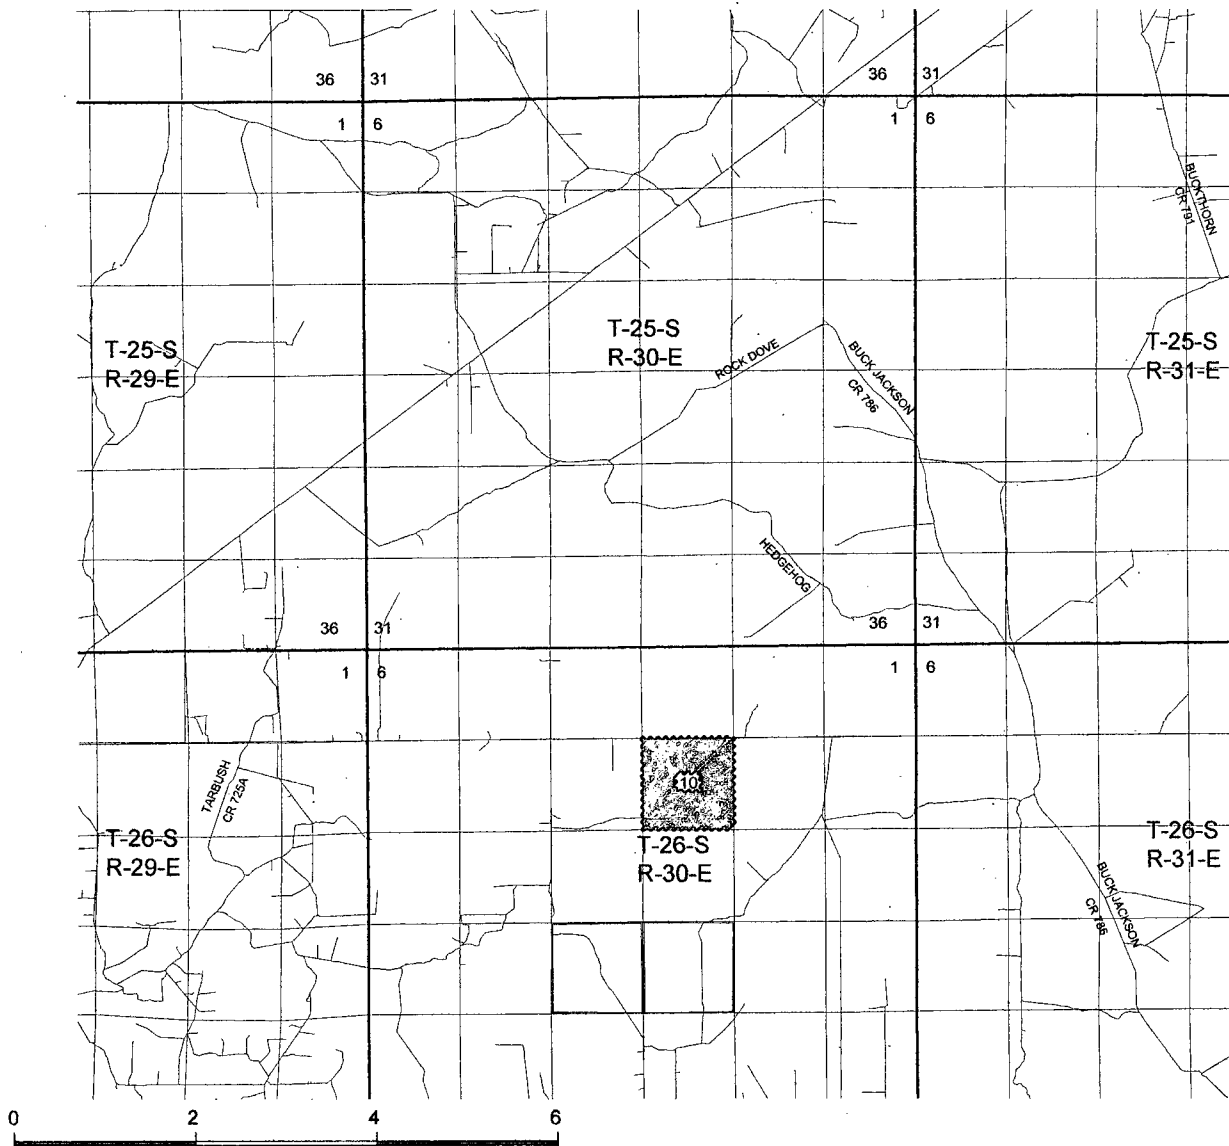 36 31 36 31
1 6 1 6
BUCKTHORN
CR 791
T-25-S
R-29-E
T-25-S
R-30-E
ROCK DOVE
BUCK JACKSON
CR 786
T-25-S
R-31-E
HEDGEHOG
36 31 36 31
1 6 1 6
TARBUSH
CR 725A
10
T-26-S
R-29-E
T-26-S
R-30-E
T-26-S
R-31-E
BUCK JACKSON
CR 786
0 2 4 6